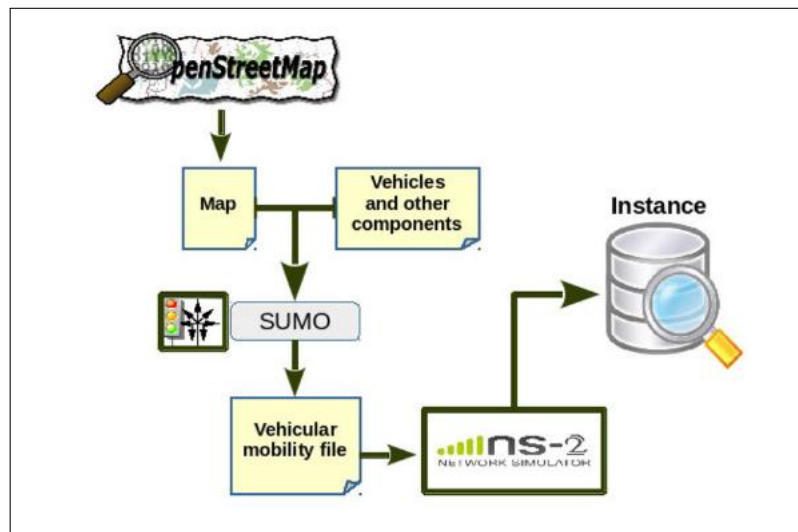 penStreetMap
Map
Vehicles
and other
components
Instance
SUMO
Vehicular
mobility file
ns-2
NETWORK SIMULATOR